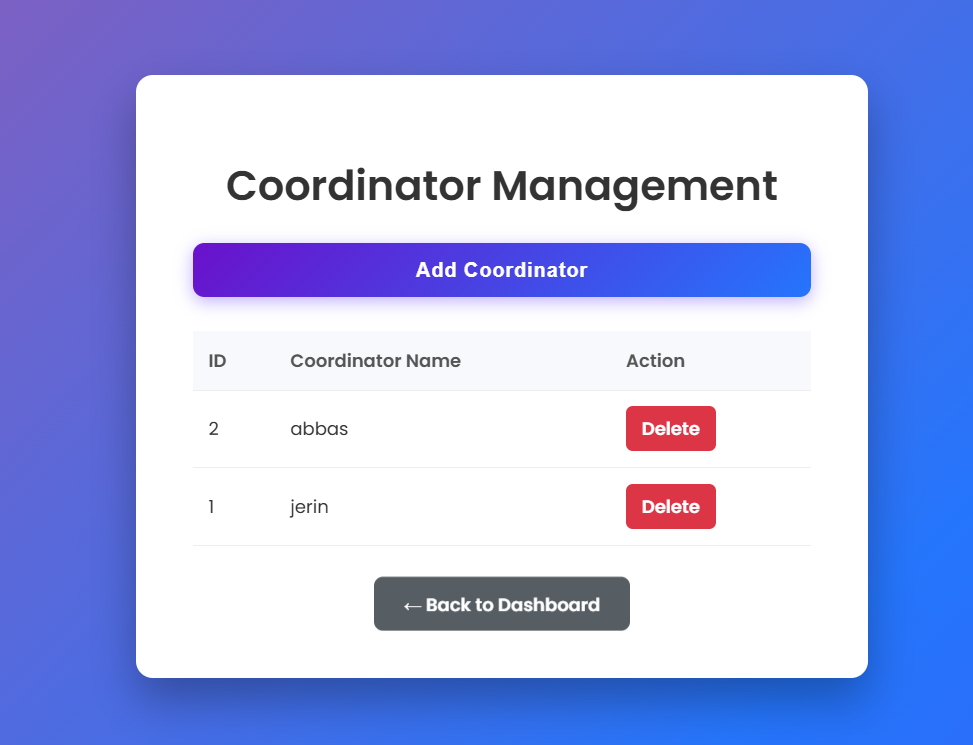 Coordinator Management
Add Coordinator
ID Coordinator Name Action
2 abbas Delete
1 jerin Delete
← Back to Dashboard